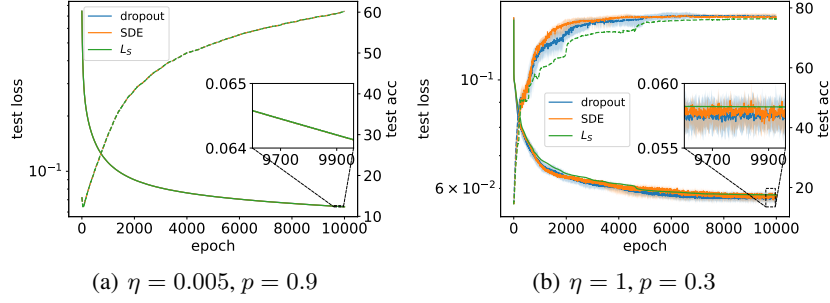 dropout
SDE
L_S
test loss
10^{-1}
60
50
40
30
20
10
test acc
0.065
0.064
9700
9950
0
2000
4000
6000
8000
10000
epoch
(a) η = 0.005, p = 0.9
test loss
10^{-1}
6 × 10^{-2}
80
60
40
20
test acc
dropout
SDE
L_S
0.060
0.055
9700
9950
0
2000
4000
6000
8000
10000
epoch
(b) η = 1, p = 0.3